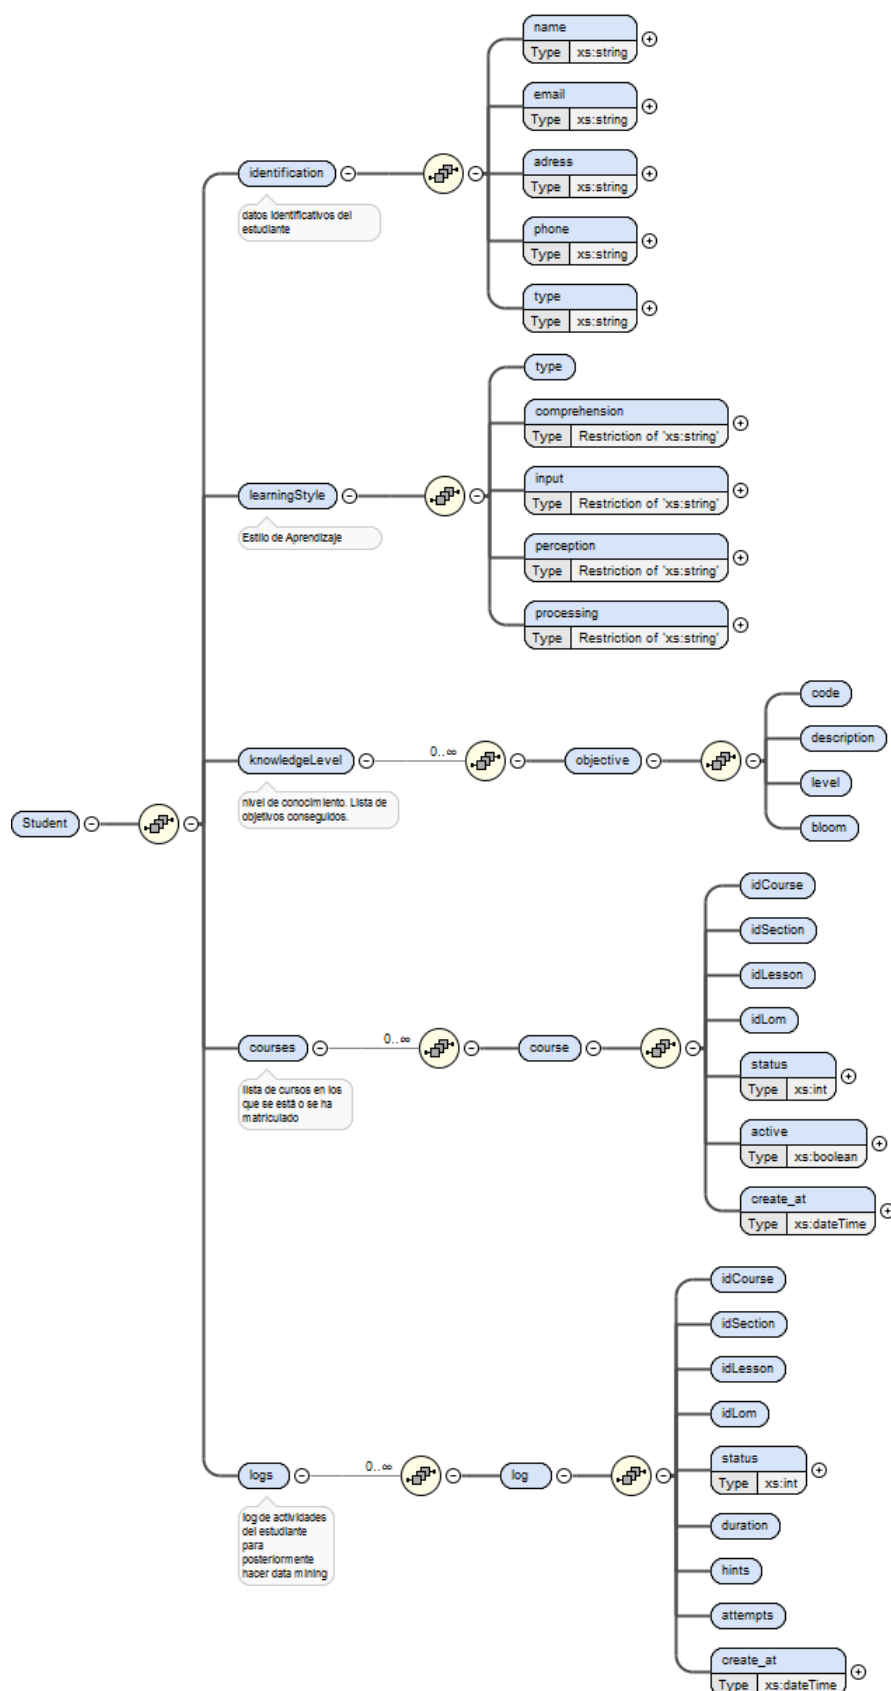 name
Type xs:string
email
Type xs:string
adress
Type xs:string
phone
Type xs:string
type
Type xs:string
identification
datos identificativos del
estudiante
type
comprehension
Type Restriction of 'xs:string'
input
Type Restriction of 'xs:string'
perception
Type Restriction of 'xs:string'
processing
Type Restriction of 'xs:string'
learningStyle
Estilo de Aprendizaje
code
description
level
bloom
knowledgeLevel
0..∞
objective
nivel de conocimiento. Lista de
objetivos conseguidos.
Student
idCourse
idSection
idLesson
idLom
status
Type xs:int
active
Type xs:boolean
create_at
Type xs:dateTime
courses
0..∞
course
lista de cursos en los
que se está o se ha
matriculado
idCourse
idSection
idLesson
idLom
status
Type xs:int
duration
hints
attempts
create_at
Type xs:dateTime
logs
0..∞
log
log de actividades
del estudiante
para
posteriormente
hacer data mining